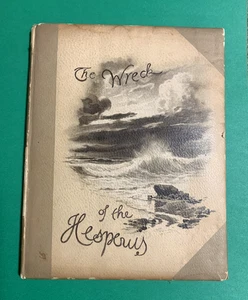 The Wreck
of the
Hesperus